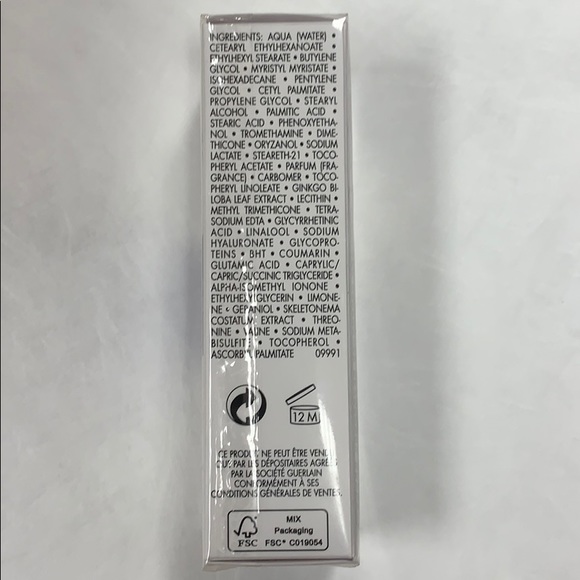 INGREDIENTS: AQUA (WATER) •
CETEARYL ETHYLHEXANOATE •
ETHYLHEXYL STEARATE • BUTYLENE
GLYCOL • MYRISTYL MYRISTATE •
ISOHEXADECANE • PENTYLENE
GLYCOL • CETYL PALMITATE •
PROPYLENE GLYCOL • STEARYL
ALCOHOL • PALMITIC ACID •
STEARIC ACID • PHENOXYETHA-
NOL • TROMETHAMINE • DIME-
THICONE • ORYZANOL • SODIUM
LACTATE • STEARETH-21 • TOCO-
PHERYL ACETATE • PARFUM (FRA-
GRANCE) • CARBOMER • TOCO-
PHERYL LINOLEATE • GINKGO BI-
LOBA LEAF EXTRACT • LECITHIN •
METHYL TRIMETHICONE • TETRA-
SODIUM EDTA • GLYCYRRHETINIC
ACID • LINALOOL • SODIUM
HYALURONATE • GLYCOPRO-
TEINS • BHT • COUMARIN •
GLUTAMIC ACID • CAPRYLIC/
CAPRIC/SUCCINIC TRIGLYCERIDE •
ALPHA-ISOMETHYL IONONE •
ETHYLHEXYLGLYCERIN • LIMONE-
NE • GERANIOL • SKELETONEMA
COSTATUM EXTRACT • THREO-
NINE • VALINE • SODIUM META-
BISULFITE • TOCOPHEROL •
ASCORBYL PALMITATE 09991
12 M
CE PRODUIT NE PEUT ÊTRE VENDU
QUE PAR LES DÉPOSITAIRES AGRÉÉS
PAR LA SOCIÉTÉ GUERLAIN
CONFORMÉMENT À SES
CONDITIONS GÉNÉRALES DE VENTE.
MIX
Packaging
FSC FSC® C019054